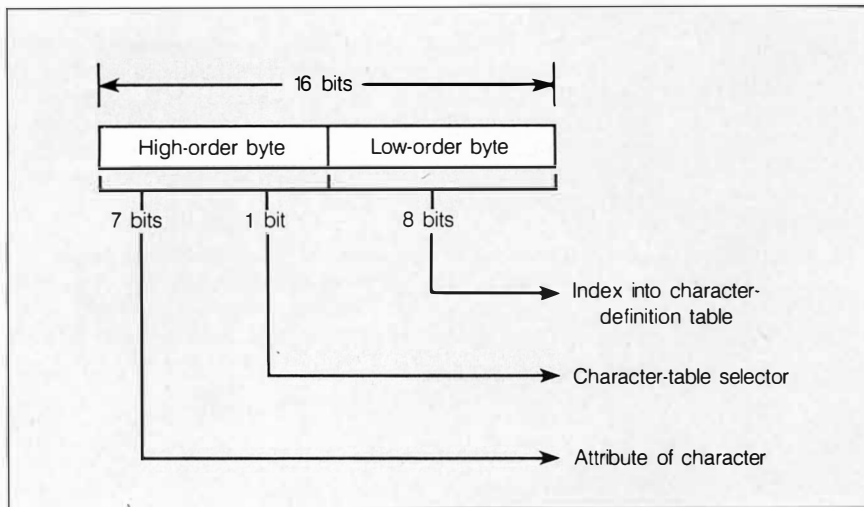 16 bits
High-order byte Low-order byte
7 bits 1 bit 8 bits
Index into character-
definition table
Character-table selector
Attribute of character